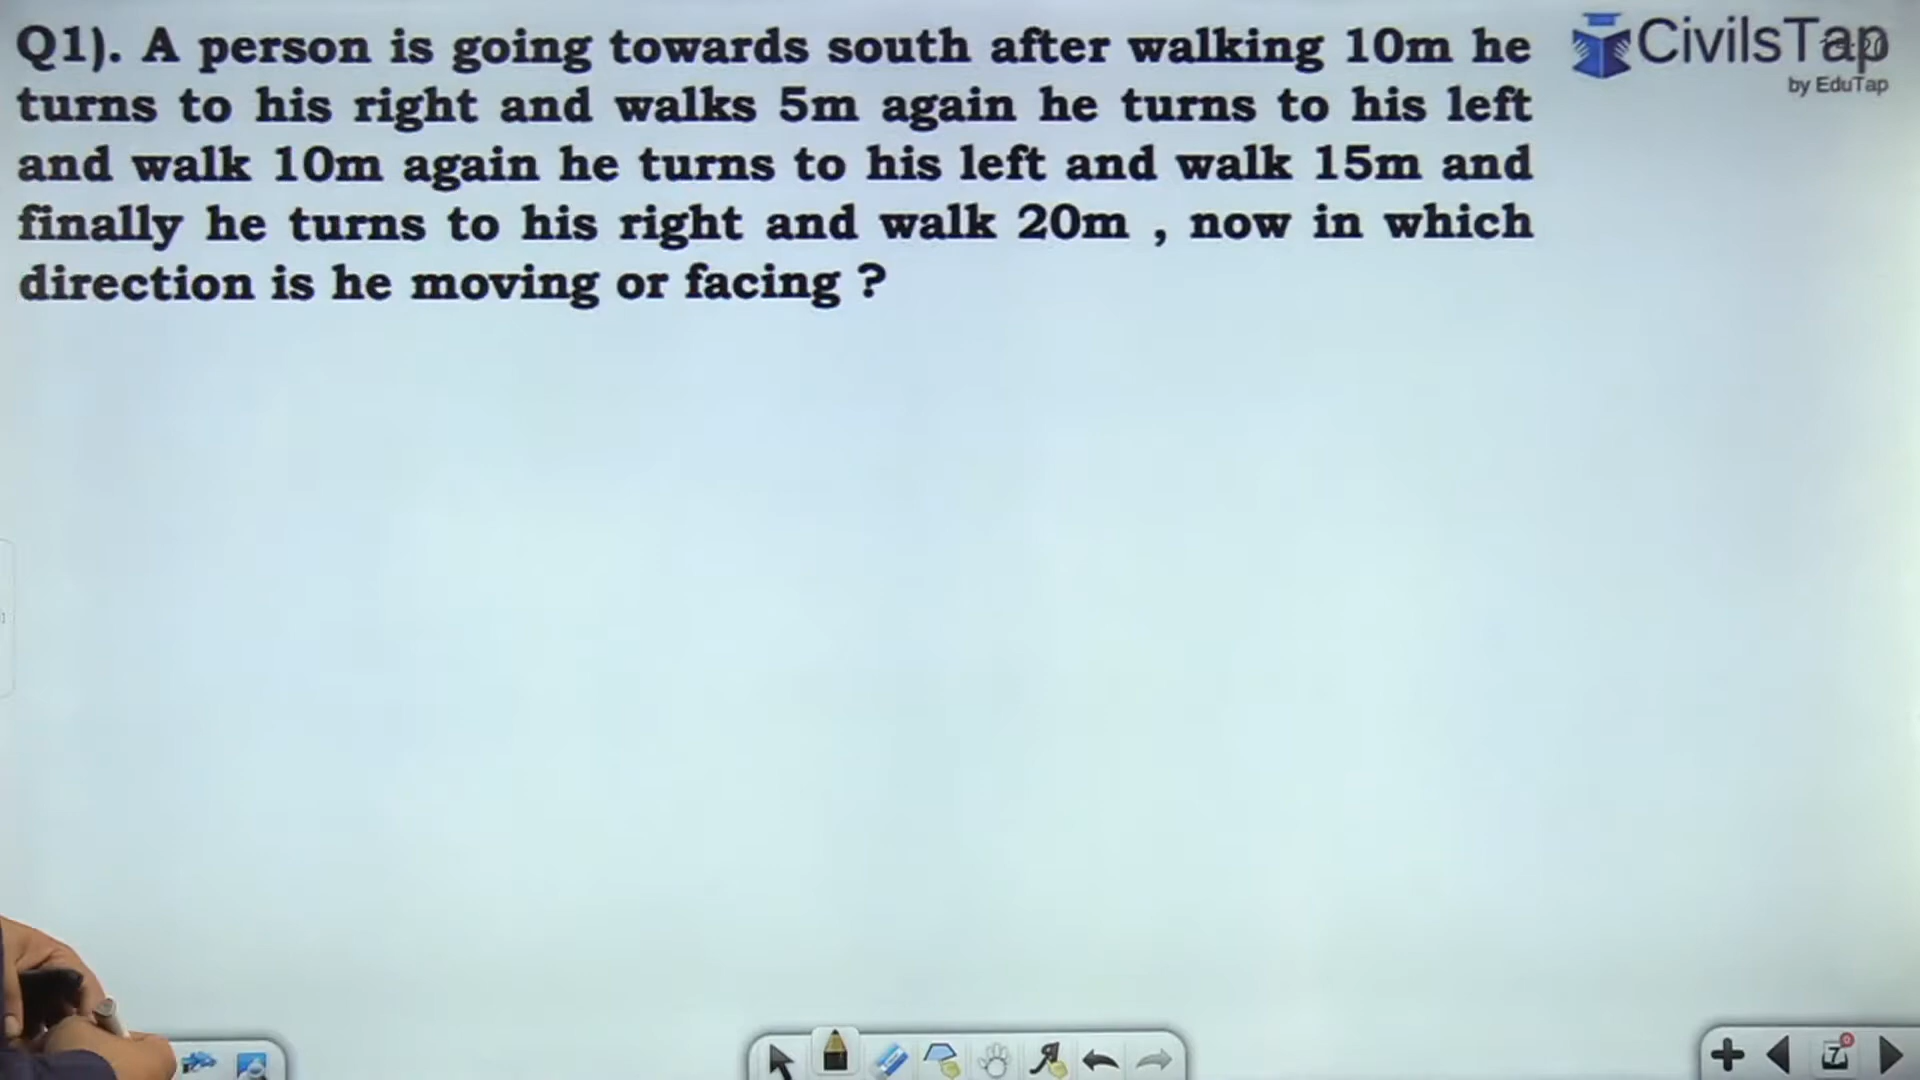 Q1). A person is going towards south after walking 10m he
turns to his right and walks 5m again he turns to his left
and walk 10m again he turns to his left and walk 15m and
finally he turns to his right and walk 20m , now in which
direction is he moving or facing ?
CivilsTap
by EduTap
7